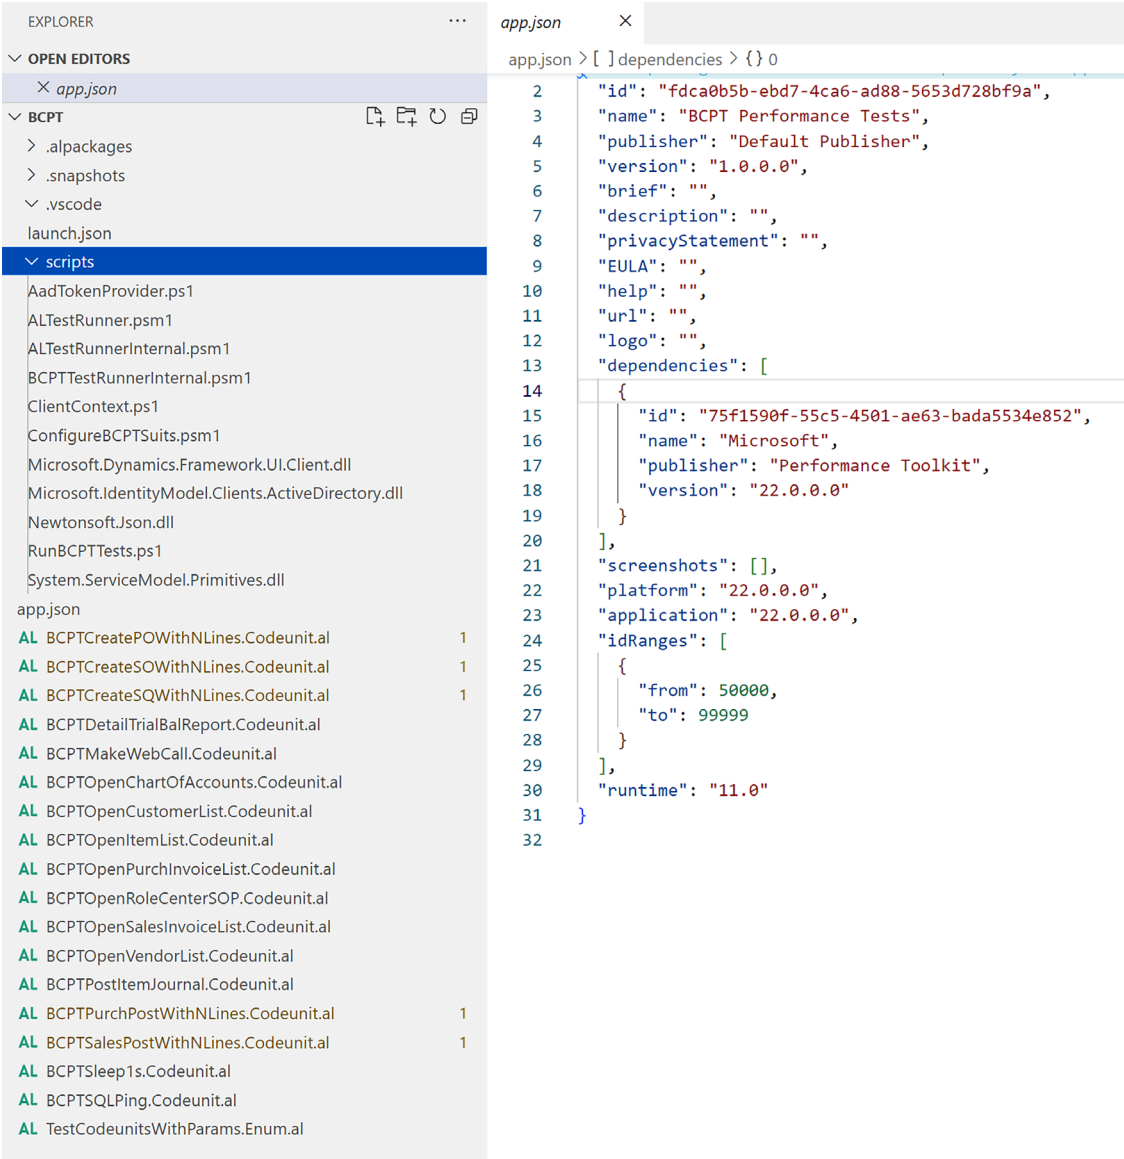 EXPLORER
OPEN EDITORS
app.json
BCPT
.alpackages
.snapshots
.vscode
launch.json
scripts
AadTokenProvider.ps1
ALTestRunner.psm1
ALTestRunnerInternal.psm1
BCPTTestRunnerInternal.psm1
ClientContext.ps1
ConfigureBCPTSuits.psm1
Microsoft.Dynamics.Framework.UI.Client.dll
Microsoft.IdentityModel.Clients.ActiveDirectory.dll
Newtonsoft.Json.dll
RunBCPTTests.ps1
System.ServiceModel.Primitives.dll
app.json
AL BCPTCreatePOWithNLines.Codeunit.al 1
AL BCPTCreateSOWithNLines.Codeunit.al 1
AL BCPTCreateSQWithNLines.Codeunit.al 1
AL BCPTDetailTrialBalReport.Codeunit.al
AL BCPTMakeWebCall.Codeunit.al
AL BCPTOpenChartOfAccounts.Codeunit.al
AL BCPTOpenCustomerList.Codeunit.al
AL BCPTOpenItemList.Codeunit.al
AL BCPTOpenPurchInvoiceList.Codeunit.al
AL BCPTOpenRoleCenterSOP.Codeunit.al
AL BCPTOpenSalesInvoiceList.Codeunit.al
AL BCPTOpenVendorList.Codeunit.al
AL BCPTPostItemJournal.Codeunit.al
AL BCPTPurchPostWithNLines.Codeunit.al 1
AL BCPTSalesPostWithNLines.Codeunit.al 1
AL BCPTSleep1s.Codeunit.al
AL BCPTSQLPing.Codeunit.al
AL TestCodeunitsWithParams.Enum.al
app.json
app.json > [ ] dependencies > {} 0
2 "id": "fdca0b5b-ebd7-4ca6-ad88-5653d728bf9a",
3 "name": "BCPT Performance Tests",
4 "publisher": "Default Publisher",
5 "version": "1.0.0.0",
6 "brief": "",
7 "description": "",
8 "privacyStatement": "",
9 "EULA": "",
10 "help": "",
11 "url": "",
12 "logo": "",
13 "dependencies": [
14 {
15 "id": "75f1590f-55c5-4501-ae63-bada5534e852",
16 "name": "Microsoft",
17 "publisher": "Performance Toolkit",
18 "version": "22.0.0.0"
19 }
20 ],
21 "screenshots": [],
22 "platform": "22.0.0.0",
23 "application": "22.0.0.0",
24 "idRanges": [
25 {
26 "from": 50000,
27 "to": 99999
28 }
29 ],
30 "runtime": "11.0"
31 }
32